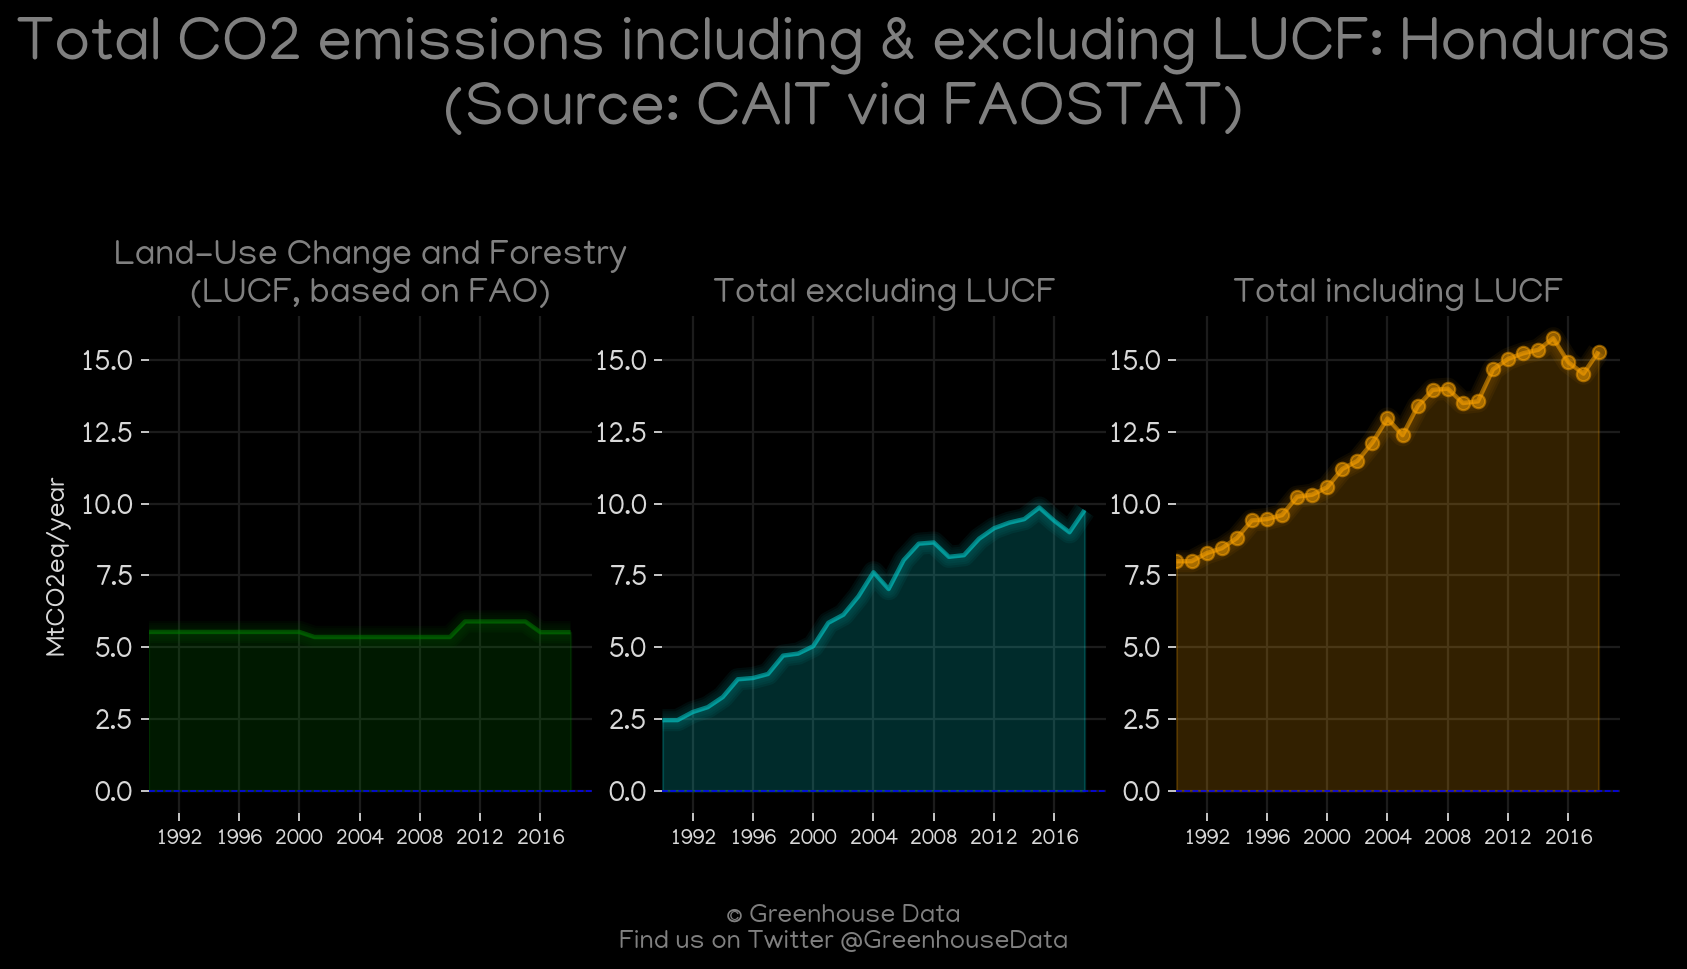 Total CO2 emissions including & excluding LUCF: Honduras
(Source: CAIT via FAOSTAT)
Land-Use Change and Forestry
(LUCF, based on FAO)
Total excluding LUCF
Total including LUCF
MtCO2eq/year
15.0
12.5
10.0
7.5
5.0
2.5
0.0
1992 1996 2000 2004 2008 2012 2016
15.0
12.5
10.0
7.5
5.0
2.5
0.0
1992 1996 2000 2004 2008 2012 2016
15.0
12.5
10.0
7.5
5.0
2.5
0.0
1992 1996 2000 2004 2008 2012 2016
© Greenhouse Data
Find us on Twitter @GreenhouseData